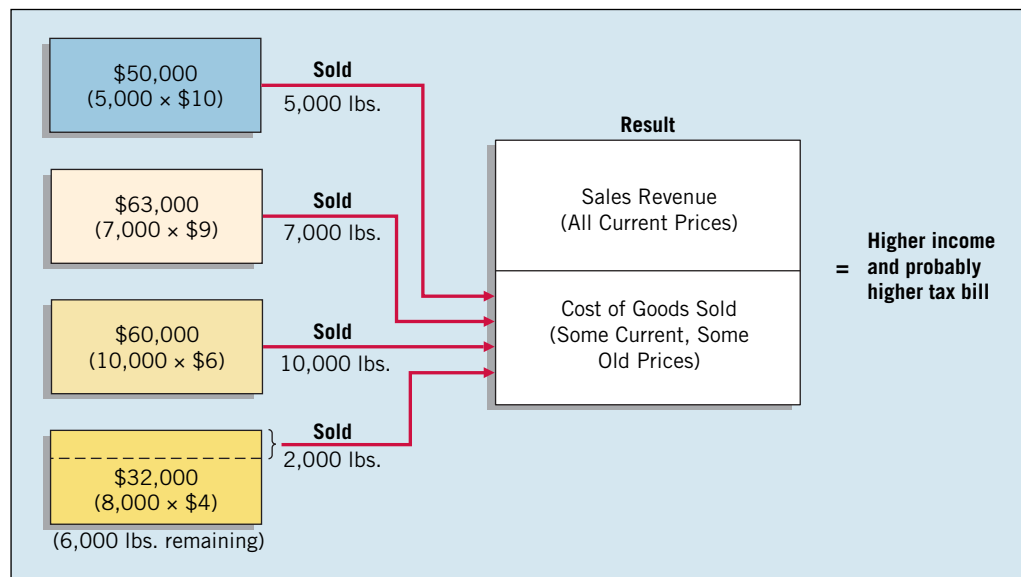 $50,000
(5,000 × $10)
Sold
5,000 lbs.
$63,000
(7,000 × $9)
Sold
7,000 lbs.
$60,000
(10,000 × $6)
Sold
10,000 lbs.
$32,000
(8,000 × $4)
(6,000 lbs. remaining)
Sold
2,000 lbs.
Result
Sales Revenue
(All Current Prices)
Cost of Goods Sold
(Some Current, Some
Old Prices)
=
Higher income
and probably
higher tax bill